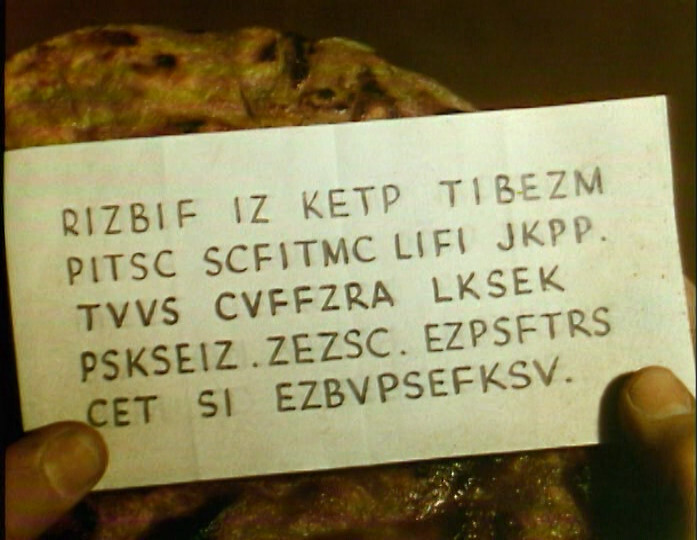 RIZBIF IZ KETP TIBEZM
PITSC SCFITMC LIFI JKPP.
TVVS CVFFZRA LKSEK
PSKSEIZ.ZEZSC. EZPSFTRS
CET SI EZBVPSEFKSV.